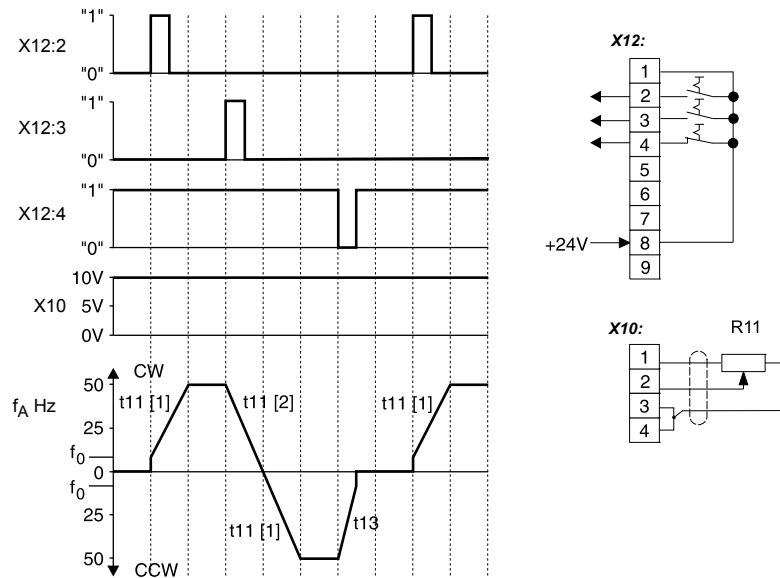 X12:2
"1"
"0"
X12:3
"1"
"0"
X12:4
"1"
"0"
X10
10V
5V
0V
fA Hz
CW
50
25
f0
0
f0
25
50
CCW
t11 [1]
t11 [2]
t11 [1]
t11 [1]
t13
X12:
1
2
3
4
5
6
7
8
9
+24V
X10:
R11
1
2
3
4